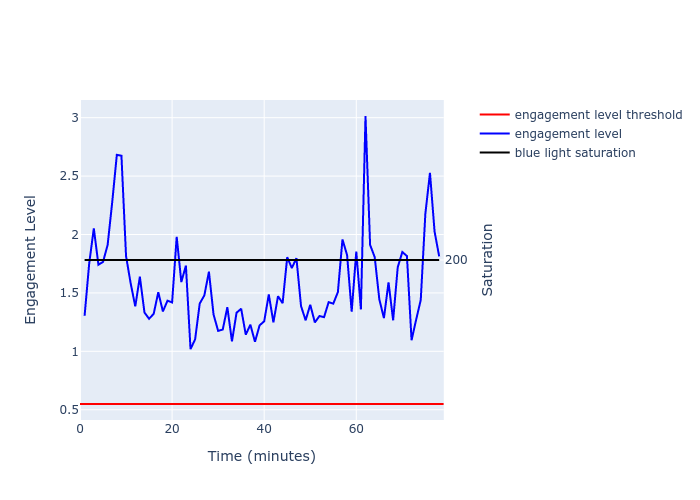 engagement level threshold
engagement level
blue light saturation
3
2.5
2
1.5
1
0.5
Engagement Level
0
20
40
60
Time (minutes)
200
Saturation